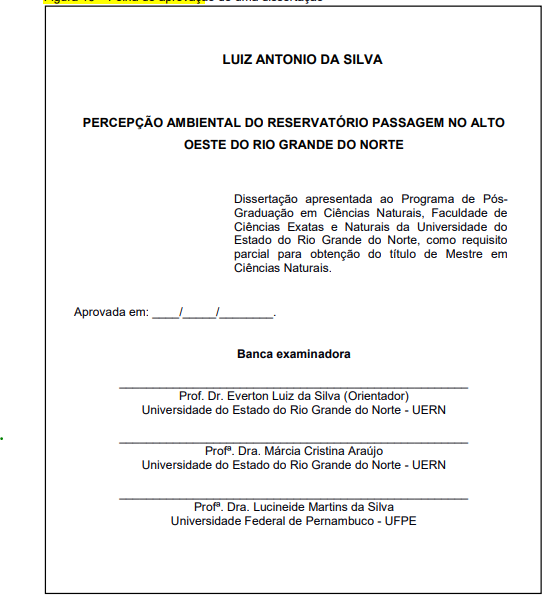 Figura 10 - Folha de aprovação de uma dissertação
LUIZ ANTONIO DA SILVA
PERCEPÇÃO AMBIENTAL DO RESERVATÓRIO PASSAGEM NO ALTO
OESTE DO RIO GRANDE DO NORTE
Dissertação apresentada ao Programa de Pós-
Graduação em Ciências Naturais, Faculdade de
Ciências Exatas e Naturais da Universidade do
Estado do Rio Grande do Norte, como requisito
parcial para obtenção do título de Mestre em
Ciências Naturais.
Aprovada em: ____/_____/________.
Banca examinadora
Prof. Dr. Everton Luiz da Silva (Orientador)
Universidade do Estado do Rio Grande do Norte - UERN
Profª. Dra. Márcia Cristina Araújo
Universidade do Estado do Rio Grande do Norte - UERN
Profª. Dra. Lucineide Martins da Silva
Universidade Federal de Pernambuco - UFPE